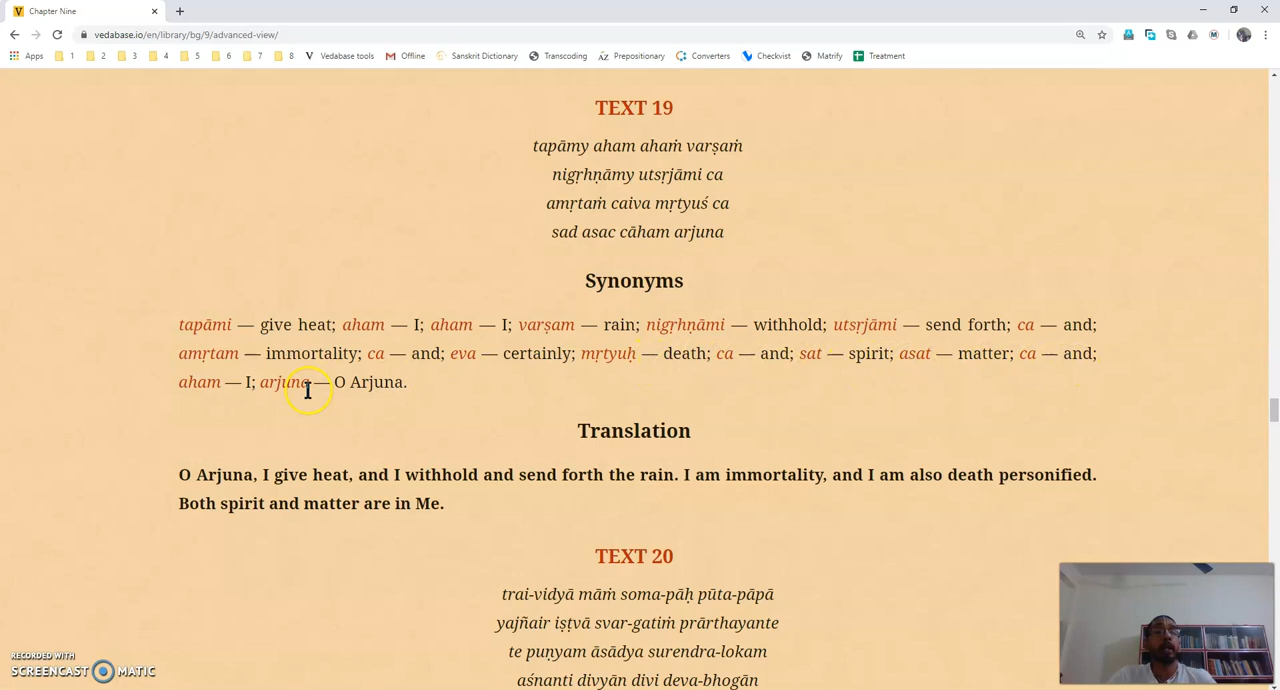 Chapter Nine
vedabase.io/en/library/bg/9/advanced-view/
Apps 1 2 3 4 5 6 7 8 Vedabase tools Offline Sanskrit Dictionary Transcoding Prepositionary Converters Checkvist Matrify Treatment
TEXT 19
tapāmy aham ahaṁ varṣaṁ
nigṛhṇāmy utsṛjāmi ca
amṛtaṁ caiva mṛtyuś ca
sad asac cāham arjuna
Synonyms
tapāmi — give heat; aham — I; aham — I; varṣam — rain; nigṛhṇāmi — withhold; utsṛjāmi — send forth; ca — and;
amṛtam — immortality; ca — and; eva — certainly; mṛtyuḥ — death; ca — and; sat — spirit; asat — matter; ca — and;
aham — I; arjuna — O Arjuna.
Translation
O Arjuna, I give heat, and I withhold and send forth the rain. I am immortality, and I am also death personified.
Both spirit and matter are in Me.
TEXT 20
trai-vidyā māṁ soma-pāḥ pūta-pāpā
yajñair iṣṭvā svar-gatiṁ prārthayante
te puṇyam āsādya surendra-lokam
aśnanti divyān divi deva-bhogān
RECORDED WITH
SCREENCAST MATIC